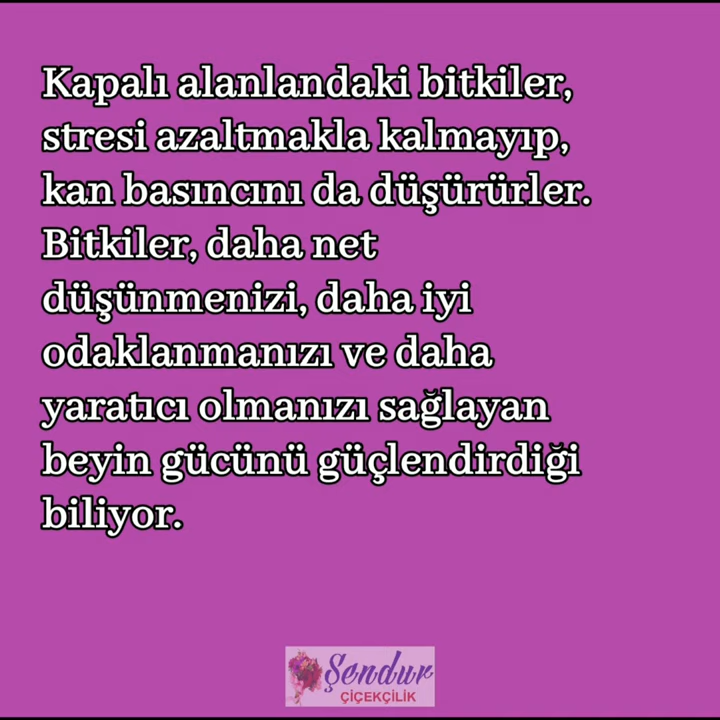 Kapalı alanlandaki bitkiler,
stresi azaltmakla kalmayıp,
kan basıncını da düşürürler.
Bitkiler, daha net
düşünmenizi, daha iyi
odaklanmanızı ve daha
yaratıcı olmanızı sağlayan
beyin gücünü güçlendirdiği
biliyor.
Şendur
ÇİÇEKÇİLİK